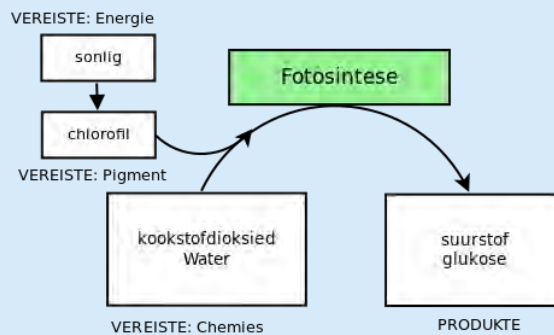 VEREISTE: Energie
sonlig
Fotosintese
chlorofil
VEREISTE: Pigment
kookstofdioksied
Water
suurstof
glukose
VEREISTE: Chemies
PRODUKTE